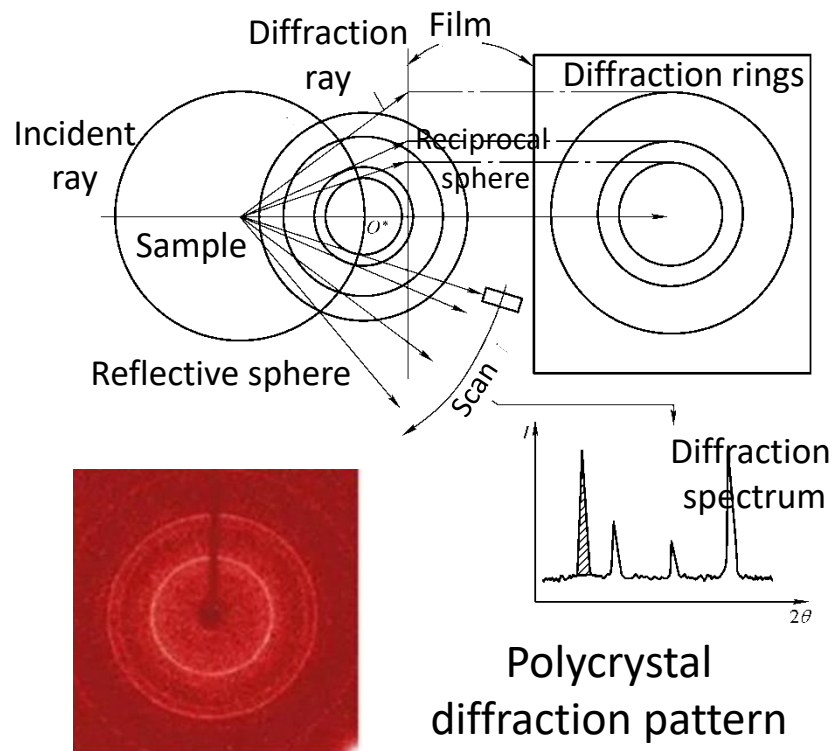 Diffraction
ray
Film
Diffraction rings
Incident
ray
Reciprocal
sphere
O*
Sample
Reflective sphere
Scan
I
Diffraction
spectrum
2θ
Polycrystal
diffraction pattern